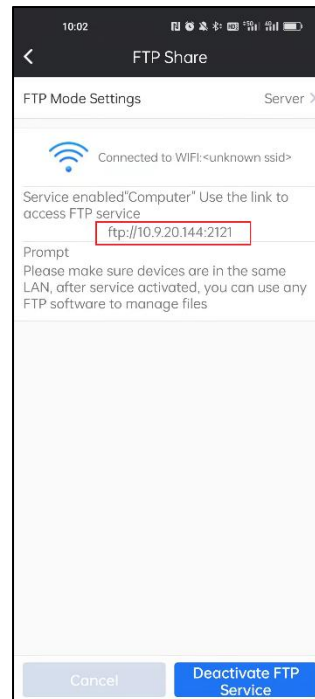 10:02
FTP Share
FTP Mode Settings Server
Connected to WIFI:<unknown ssid>
Service enabled"Computer" Use the link to
access FTP service
ftp://10.9.20.144:2121
Prompt
Please make sure devices are in the same
LAN, after service activated, you can use any
FTP software to manage files
Cancel
Deactivate FTP
Service